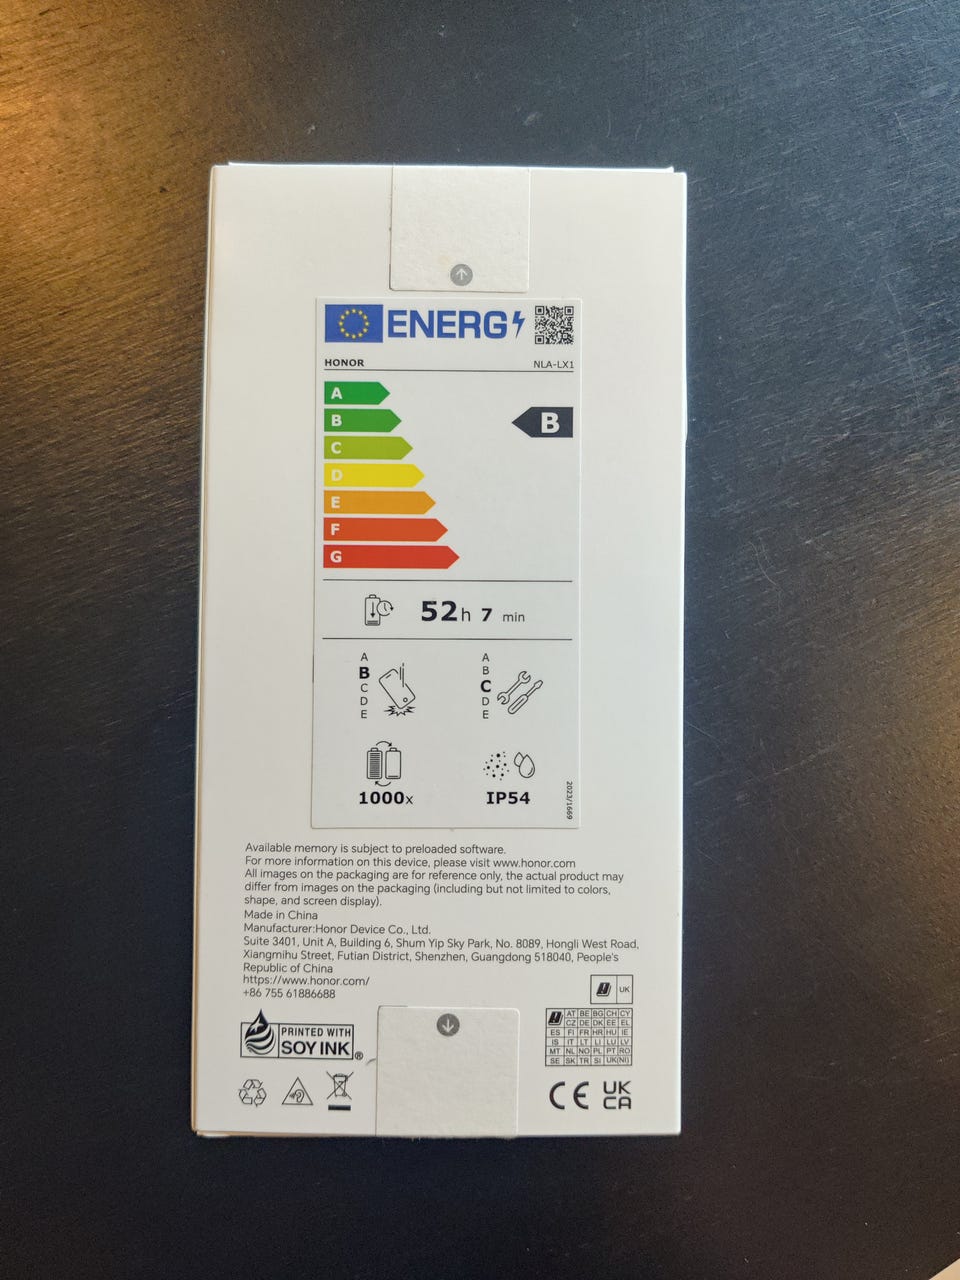 ENERG
HONOR
NLA-LX1
A
B
B
C
D
E
F
G
52h 7 min
A
B
C
D
E
A
B
C
D
E
1000x
IP54
2023/1669
Available memory is subject to preloaded software.
For more information on this device, please visit www.honor.com
All images on the packaging are for reference only, the actual product may
differ from images on the packaging (including but not limited to colors,
shape, and screen display).
Made in China
Manufacturer:Honor Device Co., Ltd.
Suite 3401, Unit A, Building 6, Shum Yip Sky Park, No. 8089, Hongli West Road,
Xiangmihu Street, Futian District, Shenzhen, Guangdong 518040, People's
Republic of China
https://www.honor.com/
+86 755 61886688
UK
AT BE BG CH CY
CZ DE DK EE EL
ES FI FR HR HU IE
IS IT LT LI LU LV
MT NL NO PL PT RO
SE SK TR SI UK(NI)
PRINTED WITH
SOY INK®
CE
UK
CA